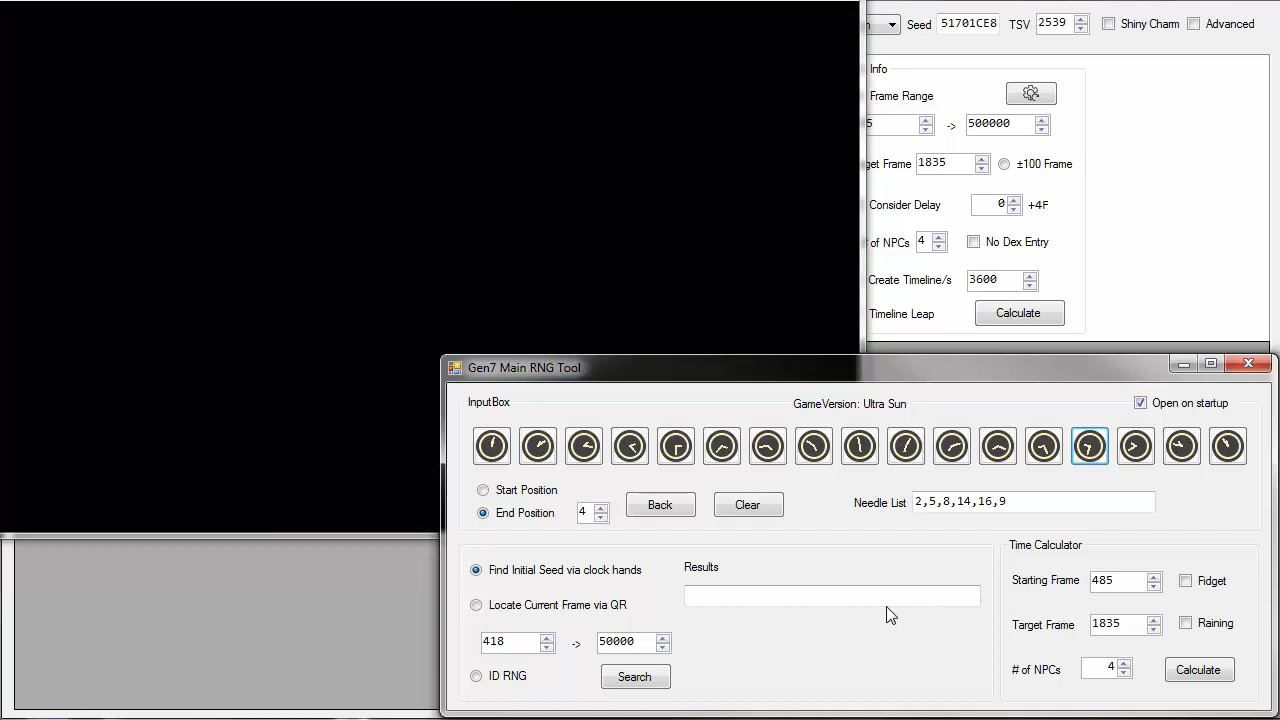 Seed 51701CE8 TSV 2539 Shiny Charm Advanced
Info
Frame Range
5 -> 500000
get Frame 1835 ±100 Frame
Consider Delay 0 +4F
of NPCs 4 No Dex Entry
Create Timeline/s 3600
Timeline Leap Calculate
Gen7 Main RNG Tool
InputBox GameVersion: Ultra Sun Open on startup
Start Position
End Position 4 Back Clear Needle List 2,5,8,14,16,9
Time Calculator
Find Initial Seed via clock hands Results
Starting Frame 485 Fidget
Locate Current Frame via QR
Target Frame 1835 Raining
418 -> 50000
# of NPCs 4 Calculate
ID RNG Search